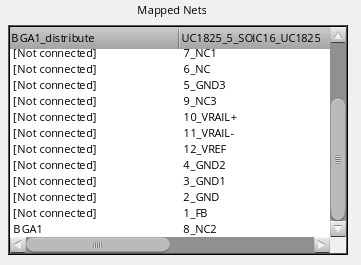 Mapped Nets
BGA1_distribute UC1825_5_SOIC16_UC1825
[Not connected] 7_NC1
[Not connected] 6_NC
[Not connected] 5_GND3
[Not connected] 9_NC3
[Not connected] 10_VRAIL+
[Not connected] 11_VRAIL-
[Not connected] 12_VREF
[Not connected] 4_GND2
[Not connected] 3_GND1
[Not connected] 2_GND
[Not connected] 1_FB
BGA1 8_NC2